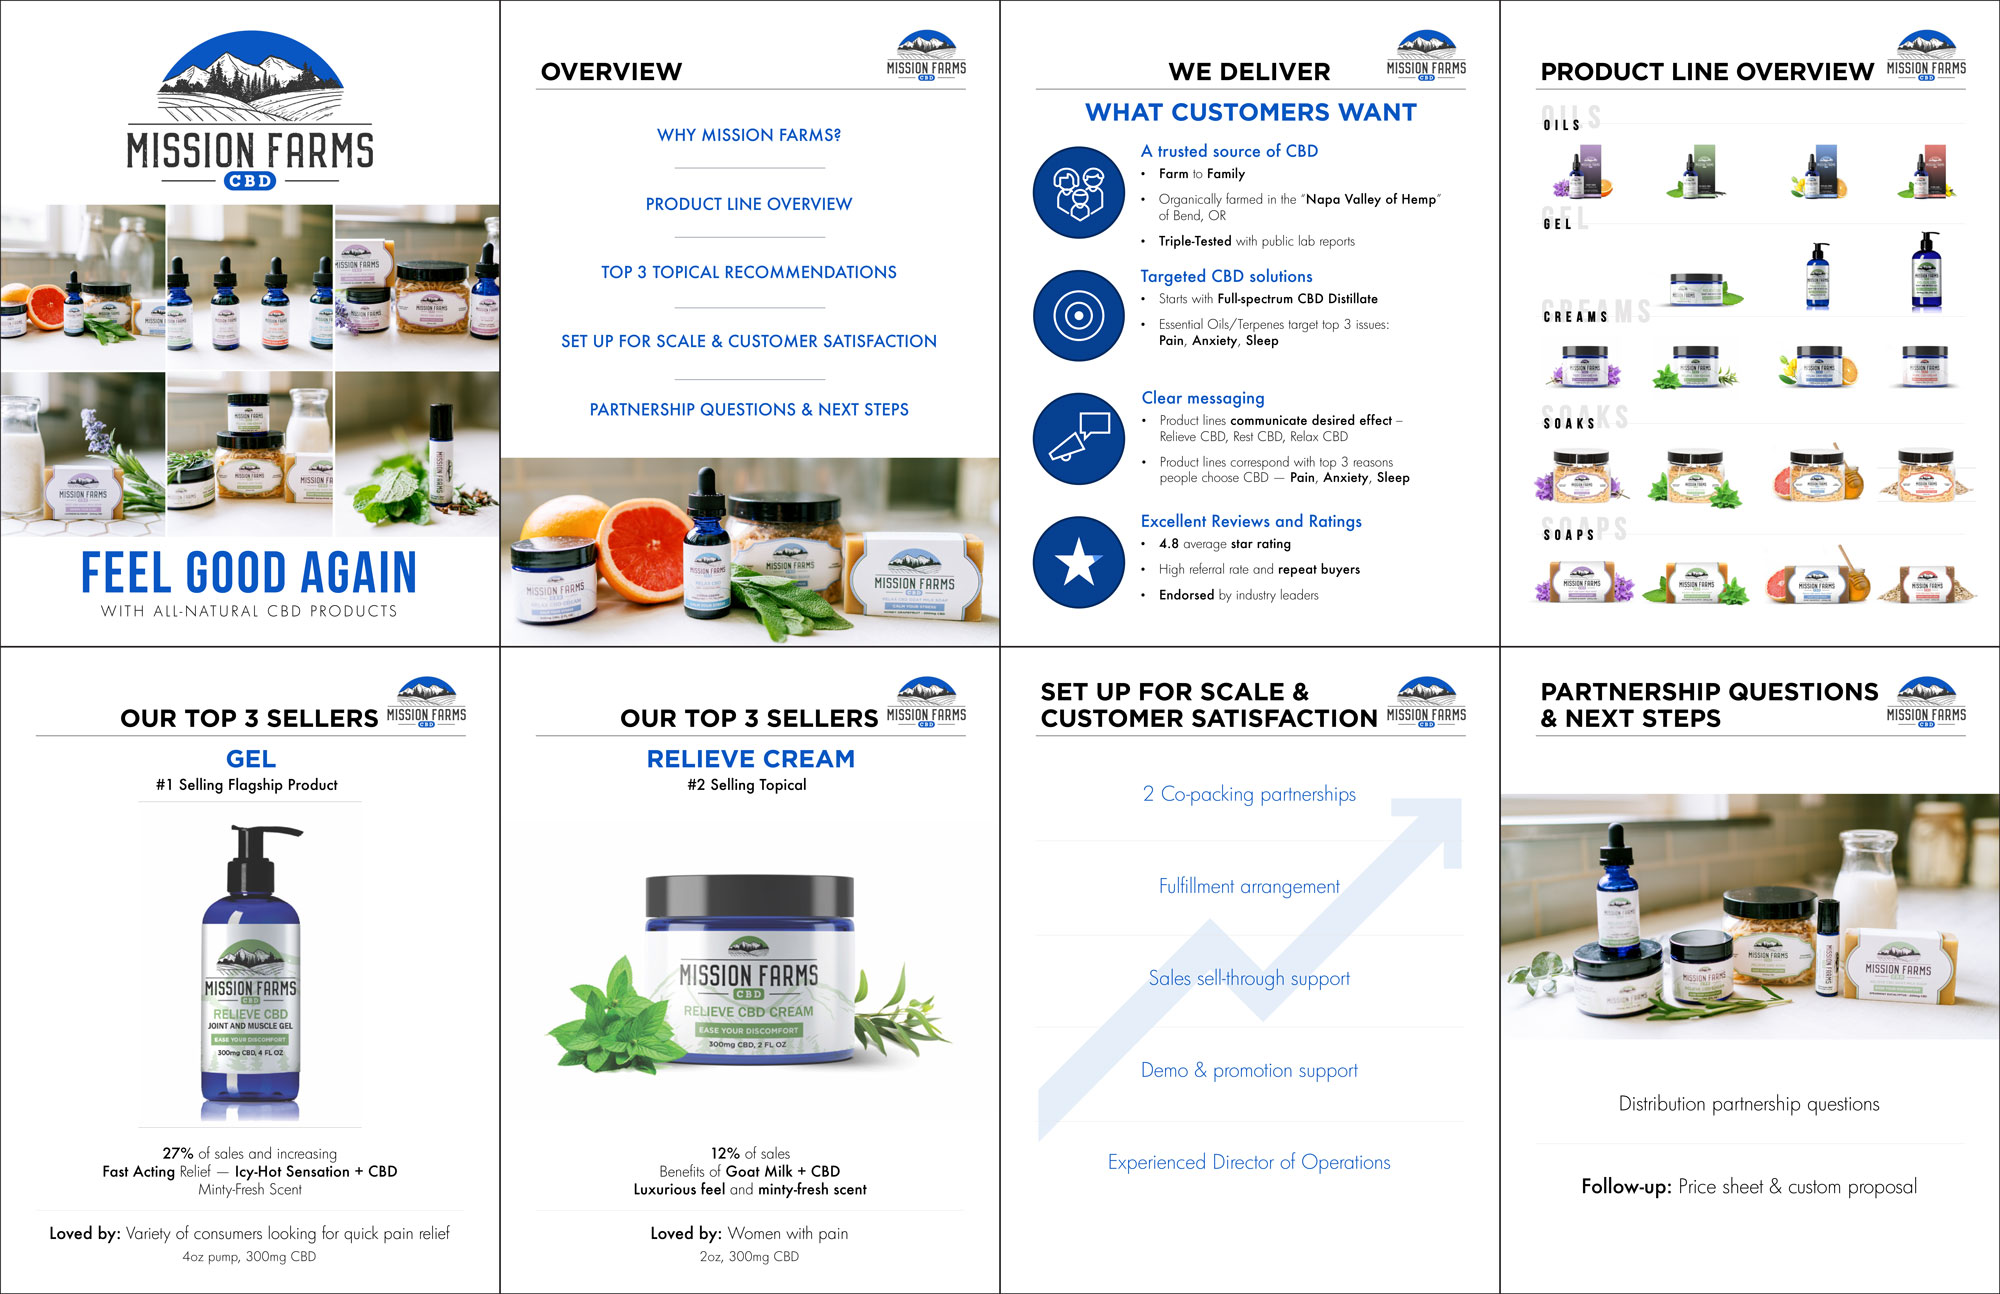 MISSION FARMS
CBD
FEEL GOOD AGAIN
WITH ALL-NATURAL CBD PRODUCTS
OVERVIEW
MISSION FARMS
CBD
WHY MISSION FARMS?
PRODUCT LINE OVERVIEW
TOP 3 TOPICAL RECOMMENDATIONS
SET UP FOR SCALE & CUSTOMER SATISFACTION
PARTNERSHIP QUESTIONS & NEXT STEPS
MISSION FARMS
MISSION FARMS
WE DELIVER
MISSION FARMS
CBD
WHAT CUSTOMERS WANT
A trusted source of CBD
• Farm to Family
• Organically farmed in the "Napa Valley of Hemp"
of Bend, OR
• Triple-Tested with public lab reports
Targeted CBD solutions
• Starts with Full-spectrum CBD Distillate
• Essential Oils/Terpenes target top 3 issues:
Pain, Anxiety, Sleep
Clear messaging
• Product lines communicate desired effect –
Relieve CBD, Rest CBD, Relax CBD
• Product lines correspond with top 3 reasons
people choose CBD — Pain, Anxiety, Sleep
Excellent Reviews and Ratings
• 4.8 average star rating
• High referral rate and repeat buyers
• Endorsed by industry leaders
PRODUCT LINE OVERVIEW
MISSION FARMS
CBD
OILS
OILS
GEL
GEL
CREAMS
CREAMS
SOAKS
SOAKS
SOAPS
SOAPS
OUR TOP 3 SELLERS
MISSION FARMS
CBD
GEL
#1 Selling Flagship Product
MISSION FARMS
CBD
RELIEVE CBD
JOINT AND MUSCLE GEL
EASE YOUR DISCOMFORT
300mg CBD, 4 FL OZ
27% of sales and increasing
Fast Acting Relief — Icy-Hot Sensation + CBD
Minty-Fresh Scent
Loved by: Variety of consumers looking for quick pain relief
4oz pump, 300mg CBD
OUR TOP 3 SELLERS
MISSION FARMS
CBD
RELIEVE CREAM
#2 Selling Topical
MISSION FARMS
CBD
RELIEVE CBD CREAM
EASE YOUR DISCOMFORT
300mg CBD, 2 FL OZ
12% of sales
Benefits of Goat Milk + CBD
Luxurious feel and minty-fresh scent
Loved by: Women with pain
2oz, 300mg CBD
SET UP FOR SCALE &
CUSTOMER SATISFACTION
MISSION FARMS
CBD
2 Co-packing partnerships
Fulfillment arrangement
Sales sell-through support
Demo & promotion support
Experienced Director of Operations
PARTNERSHIP QUESTIONS
& NEXT STEPS
MISSION FARMS
CBD
MISSION FARMS
Distribution partnership questions
Follow-up: Price sheet & custom proposal